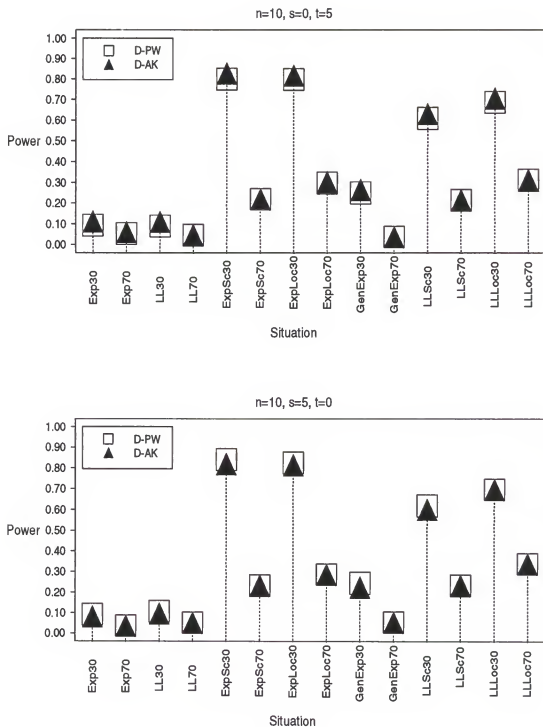 n=10, s=0, t=5
1.00
0.90
0.80
0.70
0.60
0.50
0.40
0.30
0.20
0.10
0.00
Power
D-PW
D-AK
Exp30
Exp70
LL30
LL70
ExpSc30
ExpSc70
ExpLoc30
ExpLoc70
GenExp30
GenExp70
LLSc30
LLSc70
LLLoc30
LLLoc70
Situation
n=10, s=5, t=0
1.00
0.90
0.80
0.70
0.60
0.50
0.40
0.30
0.20
0.10
0.00
Power
D-PW
D-AK
Exp30
Exp70
LL30
LL70
ExpSc30
ExpSc70
ExpLoc30
ExpLoc70
GenExp30
GenExp70
LLSc30
LLSc70
LLLoc30
LLLoc70
Situation